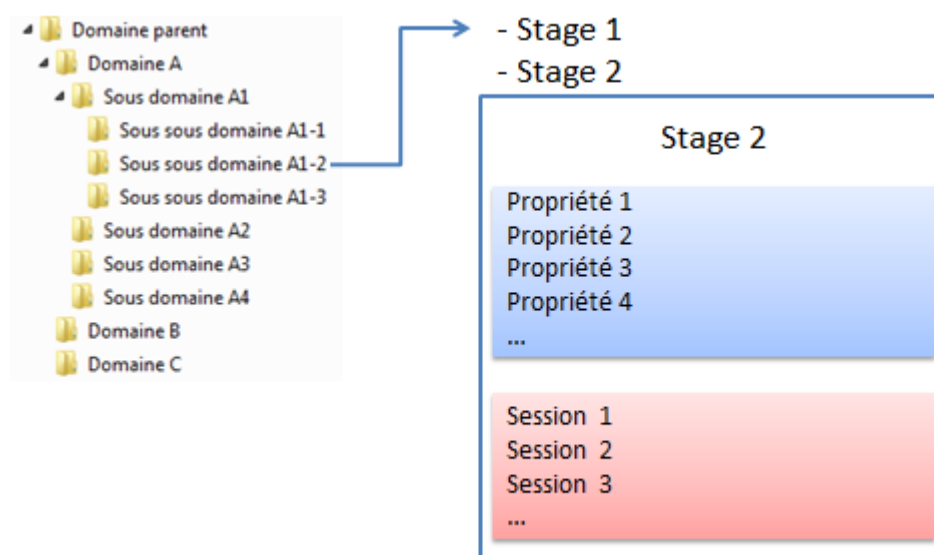 Domaine parent
Domaine A
Sous domaine A1
Sous sous domaine A1-1
Sous sous domaine A1-2
Sous sous domaine A1-3
Sous domaine A2
Sous domaine A3
Sous domaine A4
Domaine B
Domaine C
- Stage 1
- Stage 2
Stage 2
Propriété 1
Propriété 2
Propriété 3
Propriété 4
...
Session 1
Session 2
Session 3
...